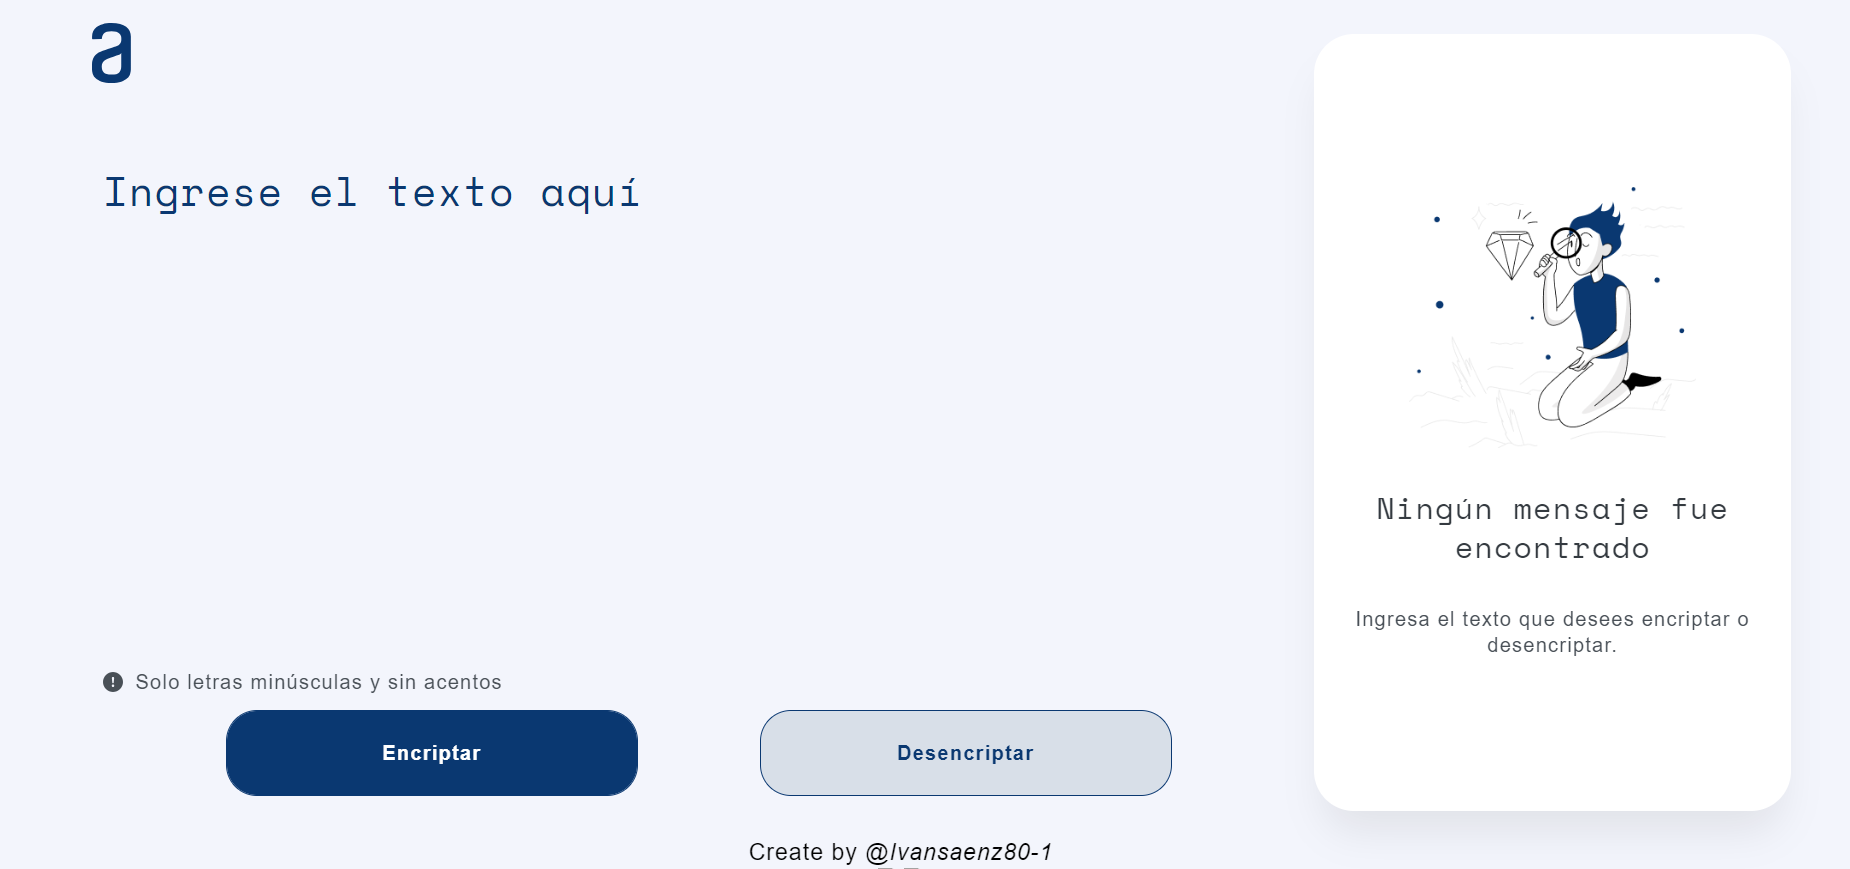 a
Ingrese el texto aquí
Ningún mensaje fue
encontrado
Ingresa el texto que desees encriptar o
desencriptar.
! Solo letras minúsculas y sin acentos
Encriptar
Desencriptar
Create by @Ivansaenz80-1